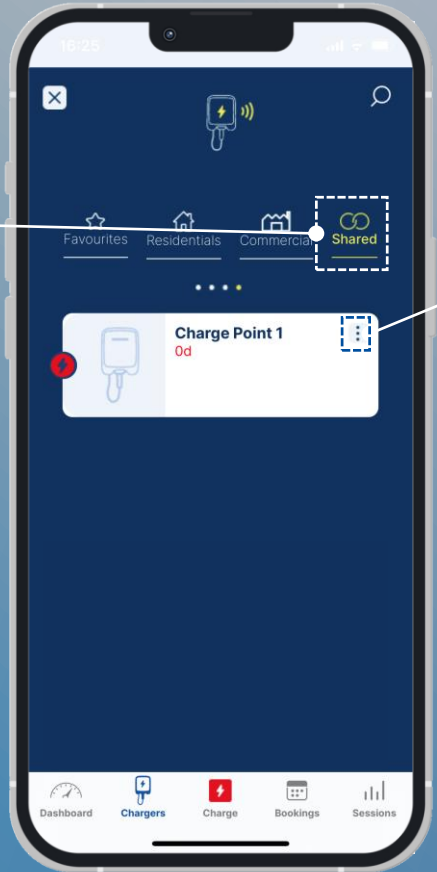 16:25
Favourites
Residentials
Commercial
Shared
Charge Point 1
0d
Dashboard
Chargers
Charge
Bookings
Sessions